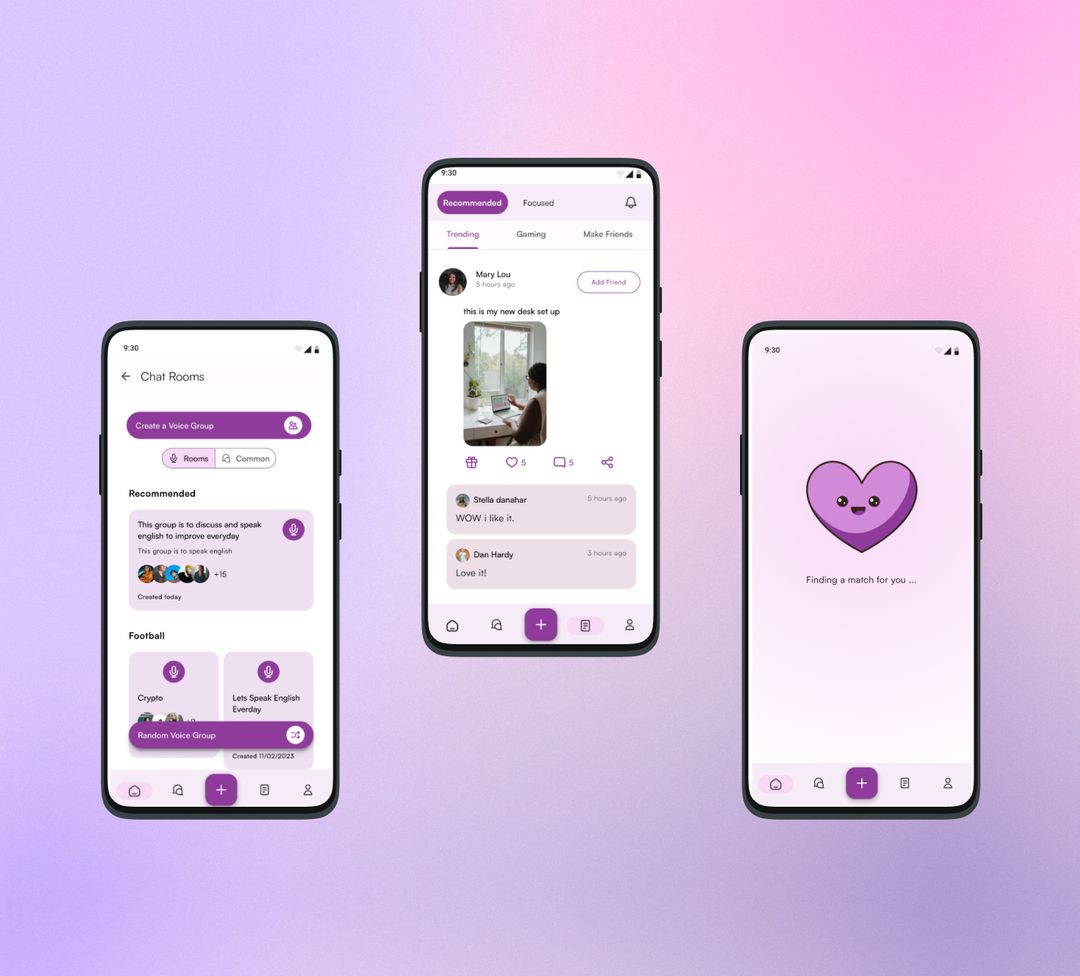 9:30
Chat Rooms
Create a Voice Group
Rooms
Common
Recommended
This group is to discuss and speak
english to improve everyday
This group is to speak english
+15
Created today
Football
Crypto
Lets Speak English
Everday
Random Voice Group
Created 11/02/2023
9:30
Recommended
Focused
Trending
Gaming
Make Friends
Mary Lou
5 hours ago
Add Friend
this is my new desk set up
5
5
Stella danahar
5 hours ago
WOW i like it.
Dan Hardy
3 hours ago
Love it!
9:30
Finding a match for you ...